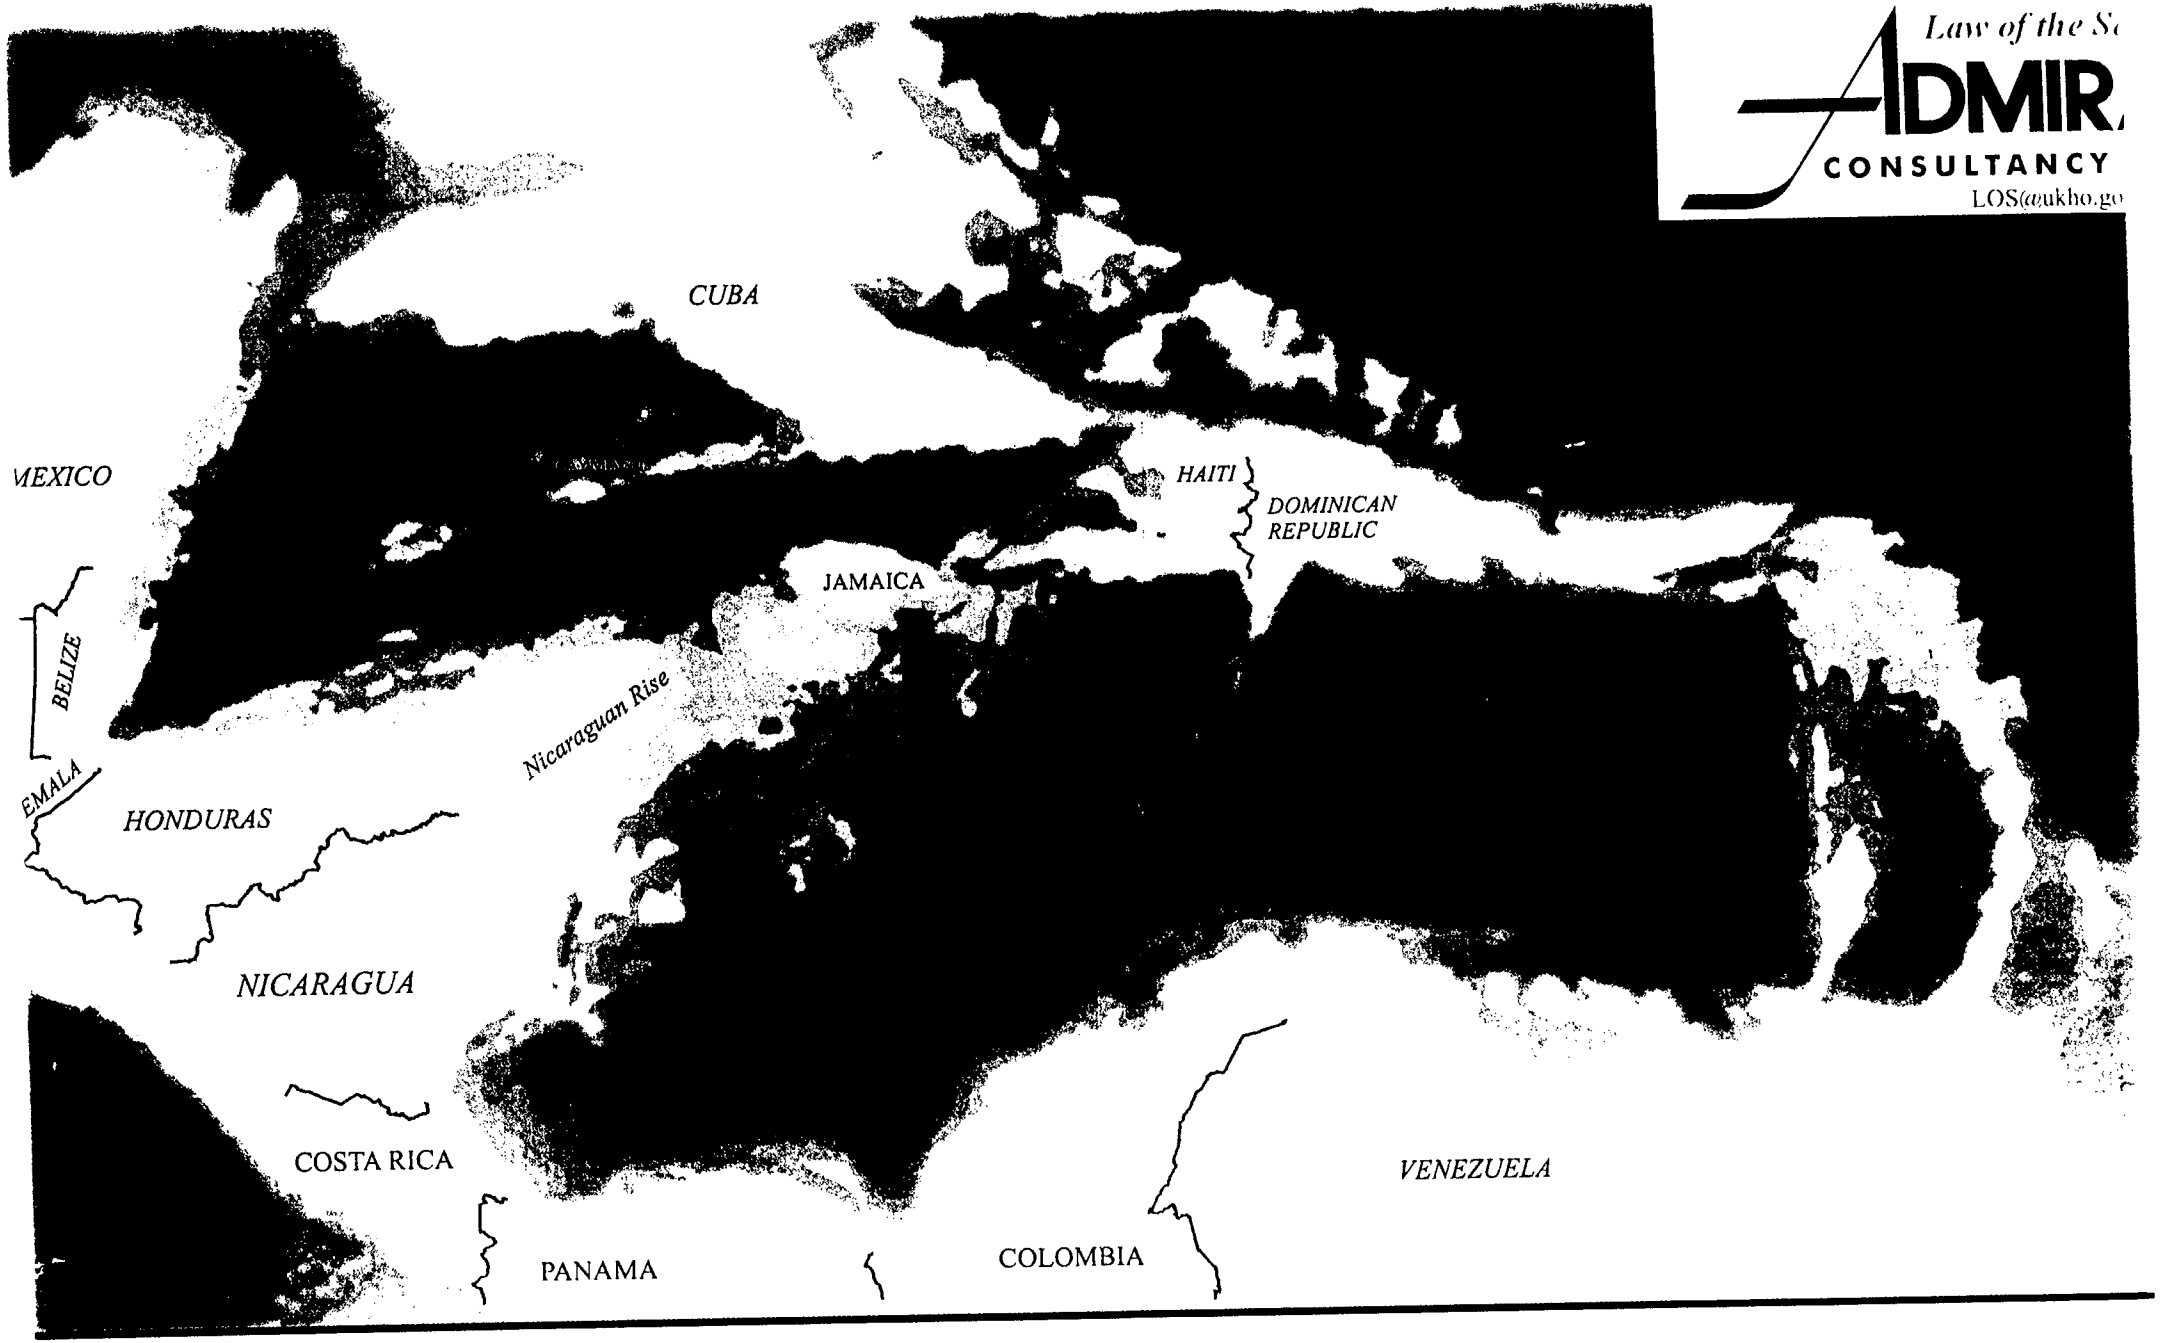 Law of the
ADMIR
CONSULTANCY
LOS@ukho.go
CUBA
MEXICO
HAITI
DOMINICAN
REPUBLIC
JAMAICA
BELIZE
Nicaraguan Rise
EMALA
HONDURAS
NICARAGUA
COSTA RICA
VENEZUELA
PANAMA
COLOMBIA